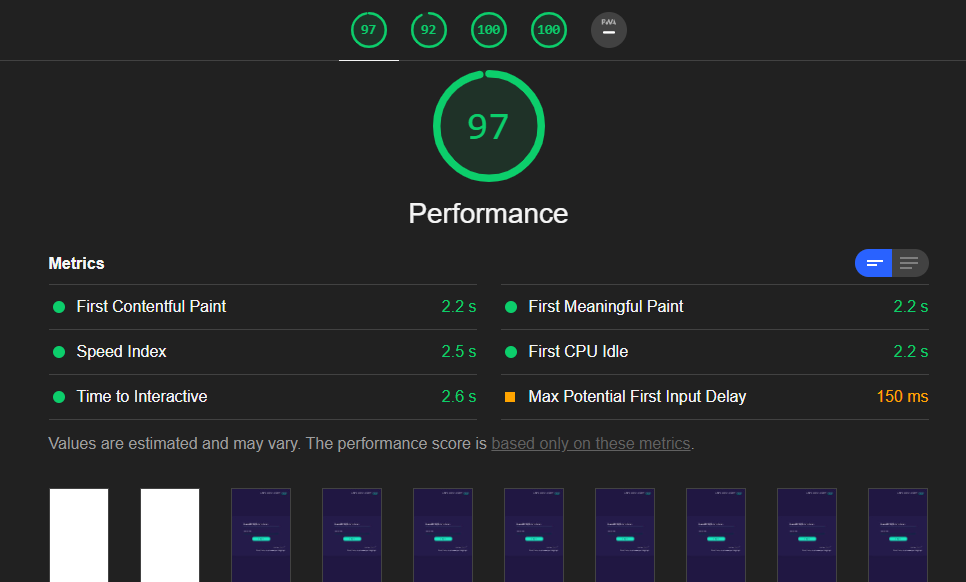 97 92 100 100 PWA
97
Performance
Metrics
First Contentful Paint 2.2 s First Meaningful Paint 2.2 s
Speed Index 2.5 s First CPU Idle 2.2 s
Time to Interactive 2.6 s Max Potential First Input Delay 150 ms
Values are estimated and may vary. The performance score is based only on these metrics.